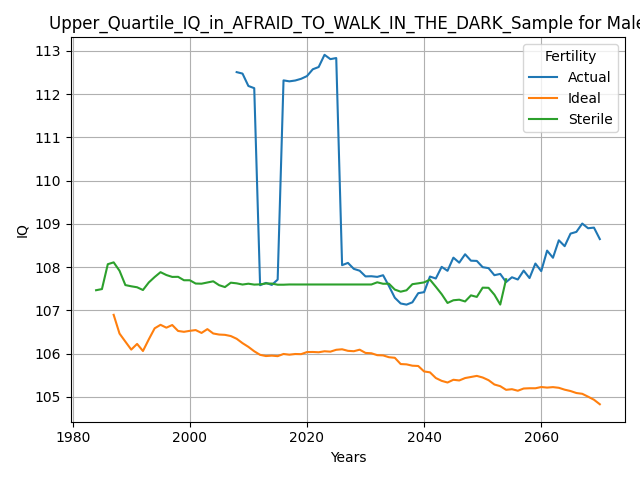 Upper_Quartile_IQ_in_AFRAID_TO_WALK_IN_THE_DARK_Sample for Male
113
112
111
110
109
108
107
106
105
IQ
Fertility
Actual
Ideal
Sterile
1980
2000
2020
2040
2060
Years